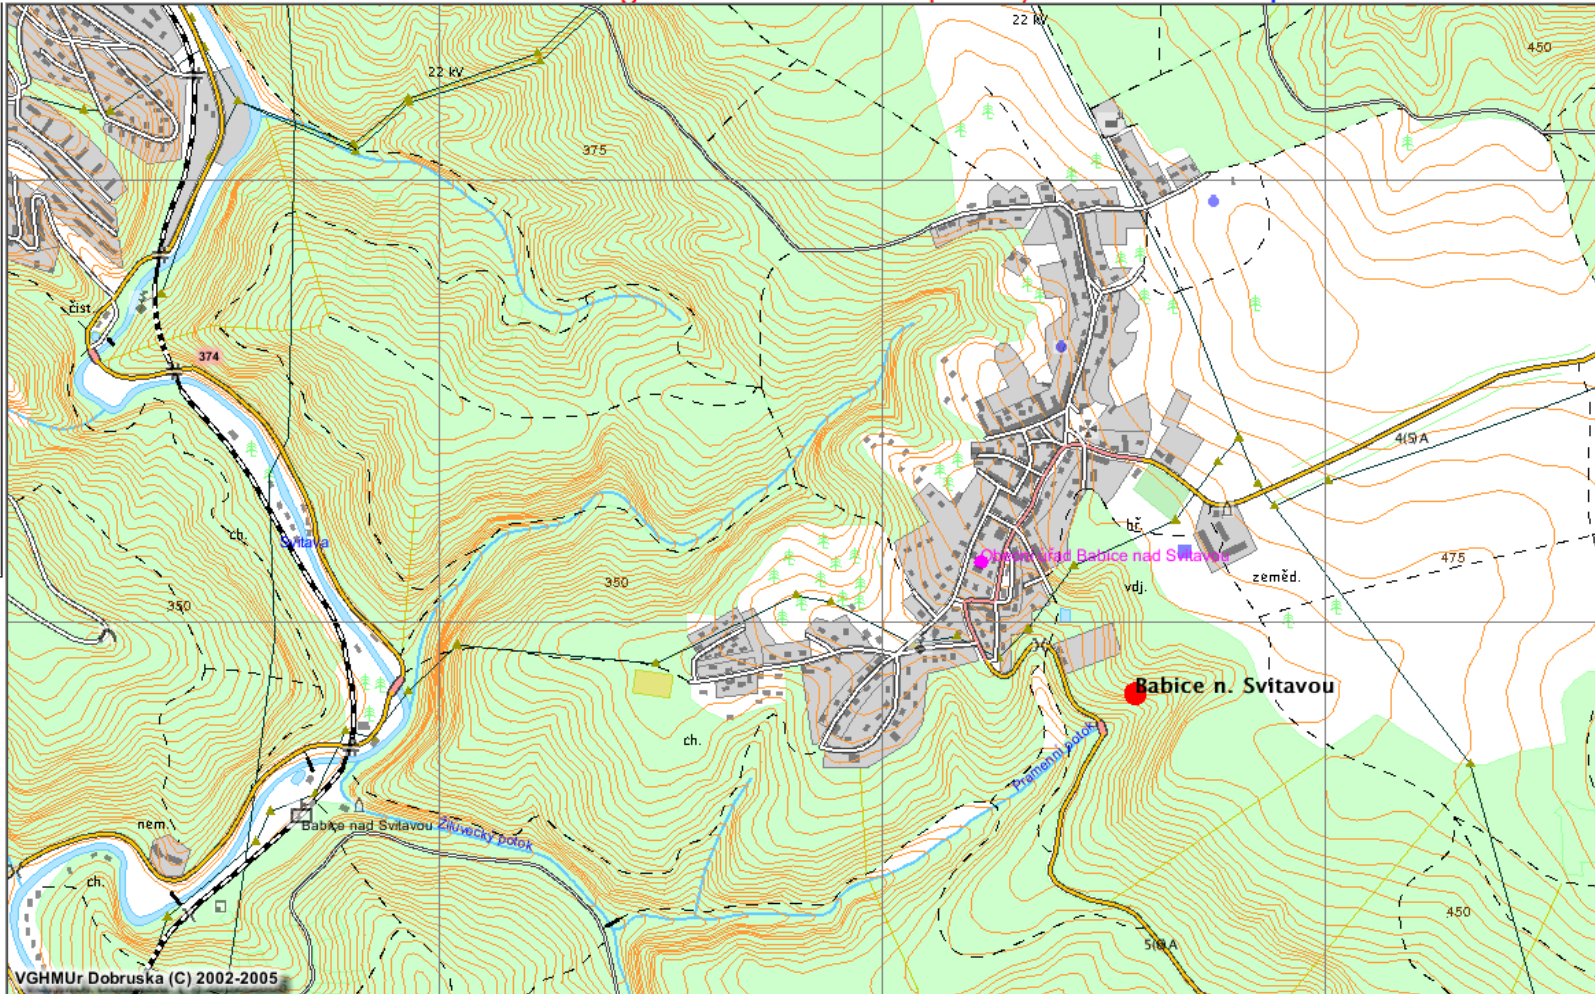 22 kV
450
22 kV
375
čist.
374
4(5)A
ch.
Svitava
hř.
Obecní úřad Babice nad Svitavou
475
350
zeměd.
vdj.
350
Babice n. Svitavou
ch.
Pramenní potok
nem.
Babice nad Svitavou
Žilůvecký potok
ch.
450
5(6)A
VGHMUr Dobruska (C) 2002-2005